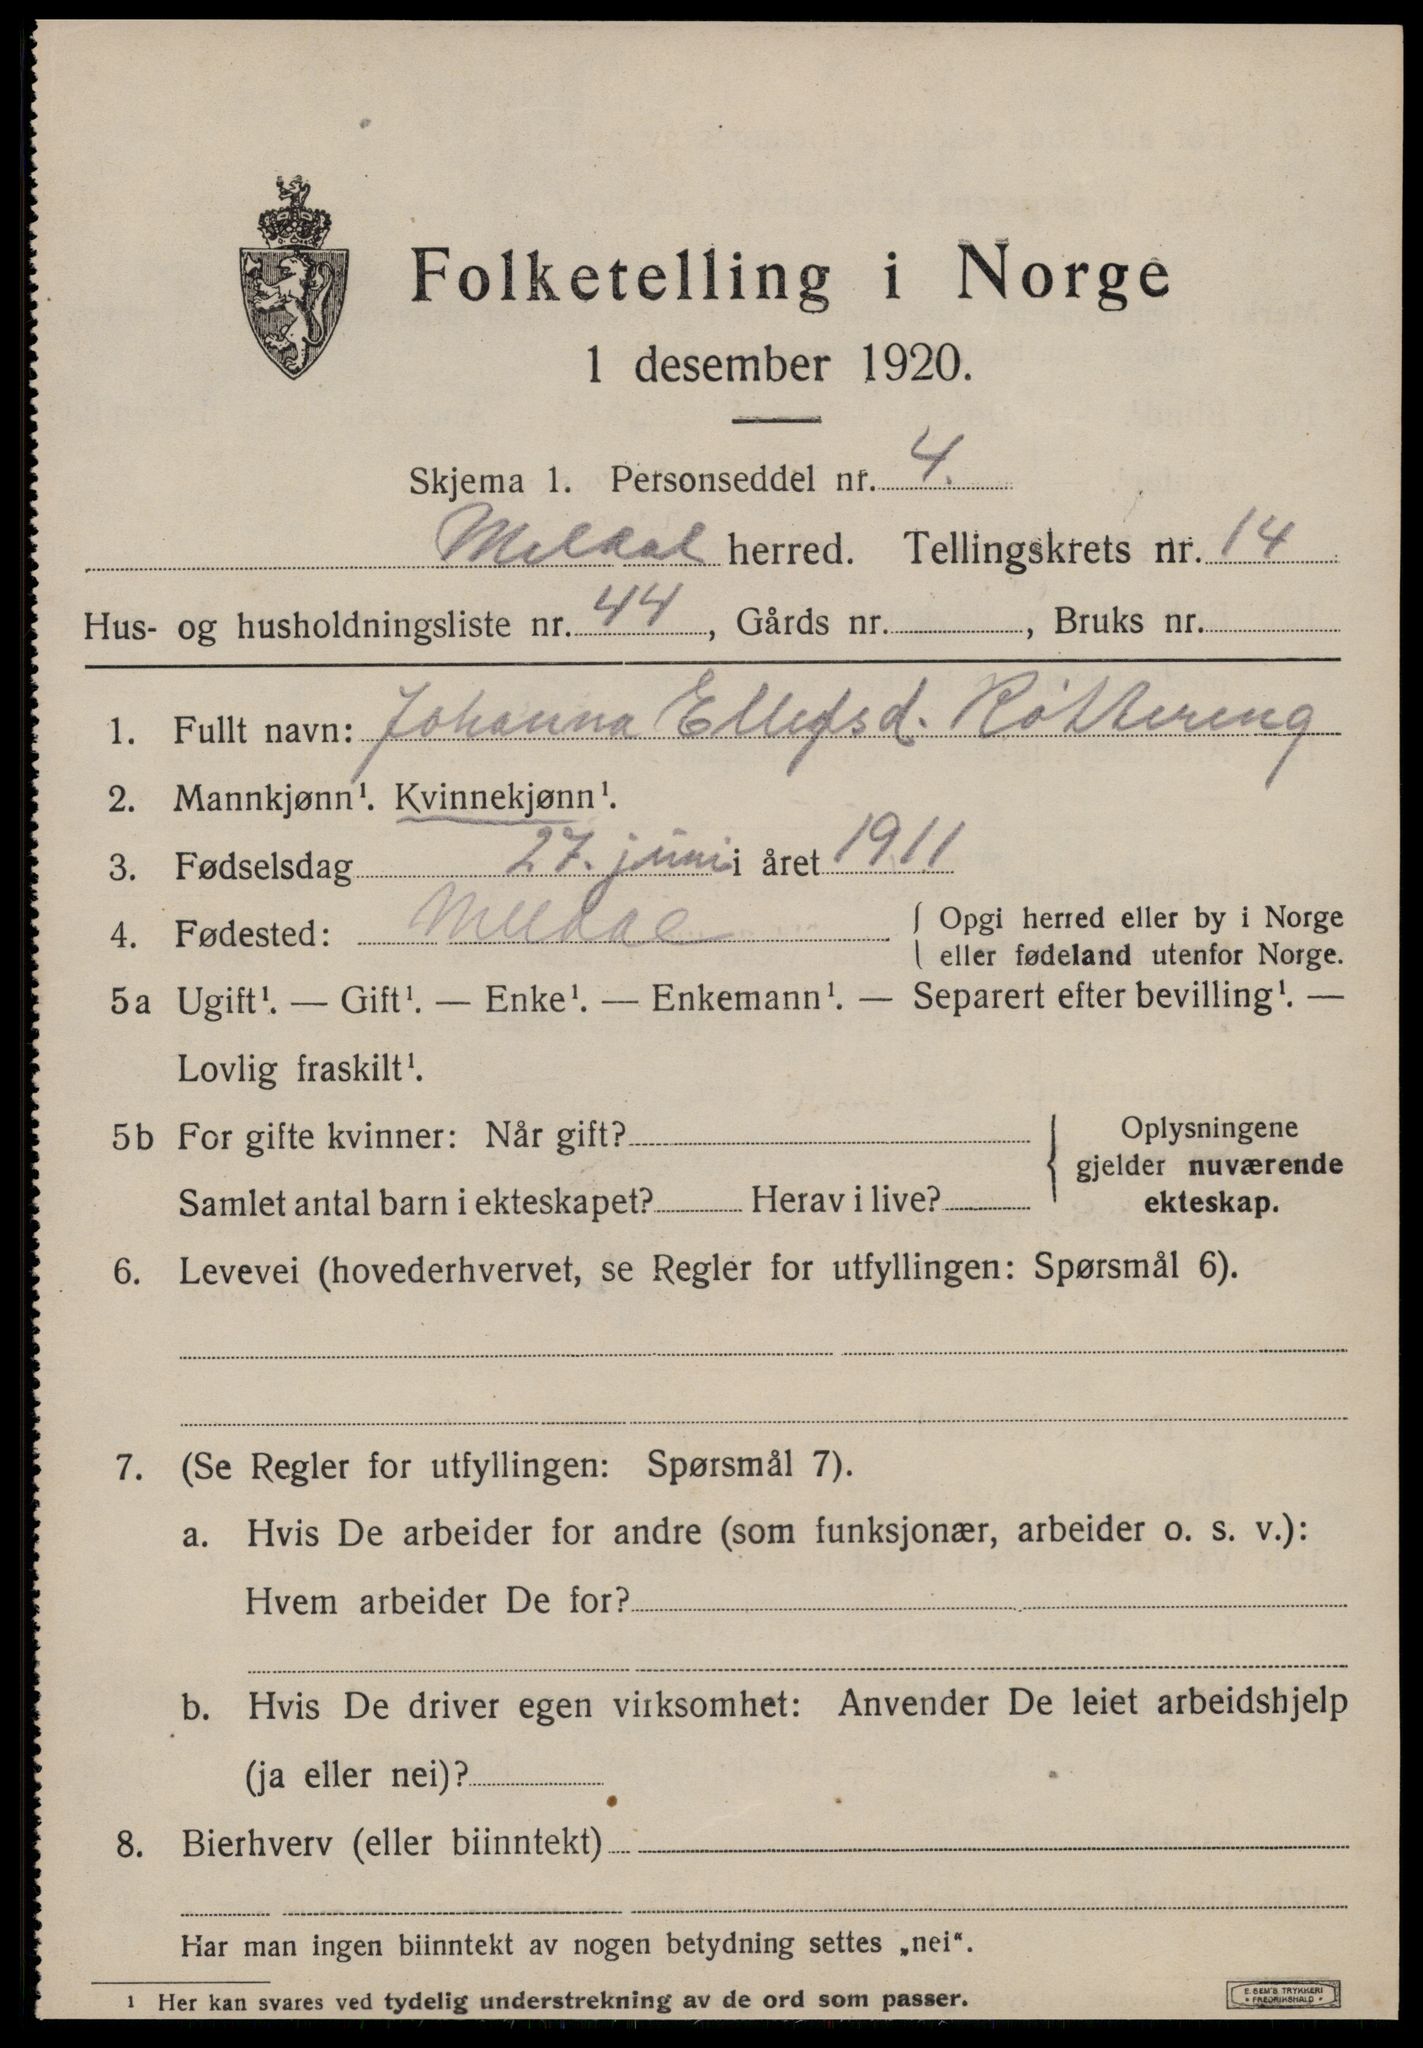 Folketelling i Norge
1 desember 1920.
Skjema 1. Personseddel nr. 4.
Meldal herred. Tellingskrets nr. 14
Hus- og husholdningsliste nr. 44, Gårds nr. , Bruks nr.
1. Fullt navn: Johanna Ellefsd. Røttereng
2. Mannkjønn¹. Kvinnekjønn¹.
3. Fødselsdag 27. juni i året 1911
4. Fødested: Meldal { Opgi herred eller by i Norge
eller fødeland utenfor Norge.
5a Ugift¹. — Gift¹. — Enke¹. — Enkemann¹. — Separert efter bevilling¹. —
Lovlig fraskilt¹.
5b For gifte kvinner: Når gift? { Oplysningene
gjelder nuværende
Samlet antal barn i ekteskapet? Herav i live? ekteskap.
6. Levevei (hovederhvervet, se Regler for utfyllingen: Spørsmål 6).
7. (Se Regler for utfyllingen: Spørsmål 7).
a. Hvis De arbeider for andre (som funksjonær, arbeider o. s. v.):
Hvem arbeider De for?
b. Hvis De driver egen virksomhet: Anvender De leiet arbeidshjelp
(ja eller nei)?
8. Bierhverv (eller biinntekt)
Har man ingen biinntekt av nogen betydning settes „nei“.
¹ Her kan svares ved tydelig understrekning av de ord som passer.
E. SEM'S TRYKKERI
• FREDRIKSHALD •